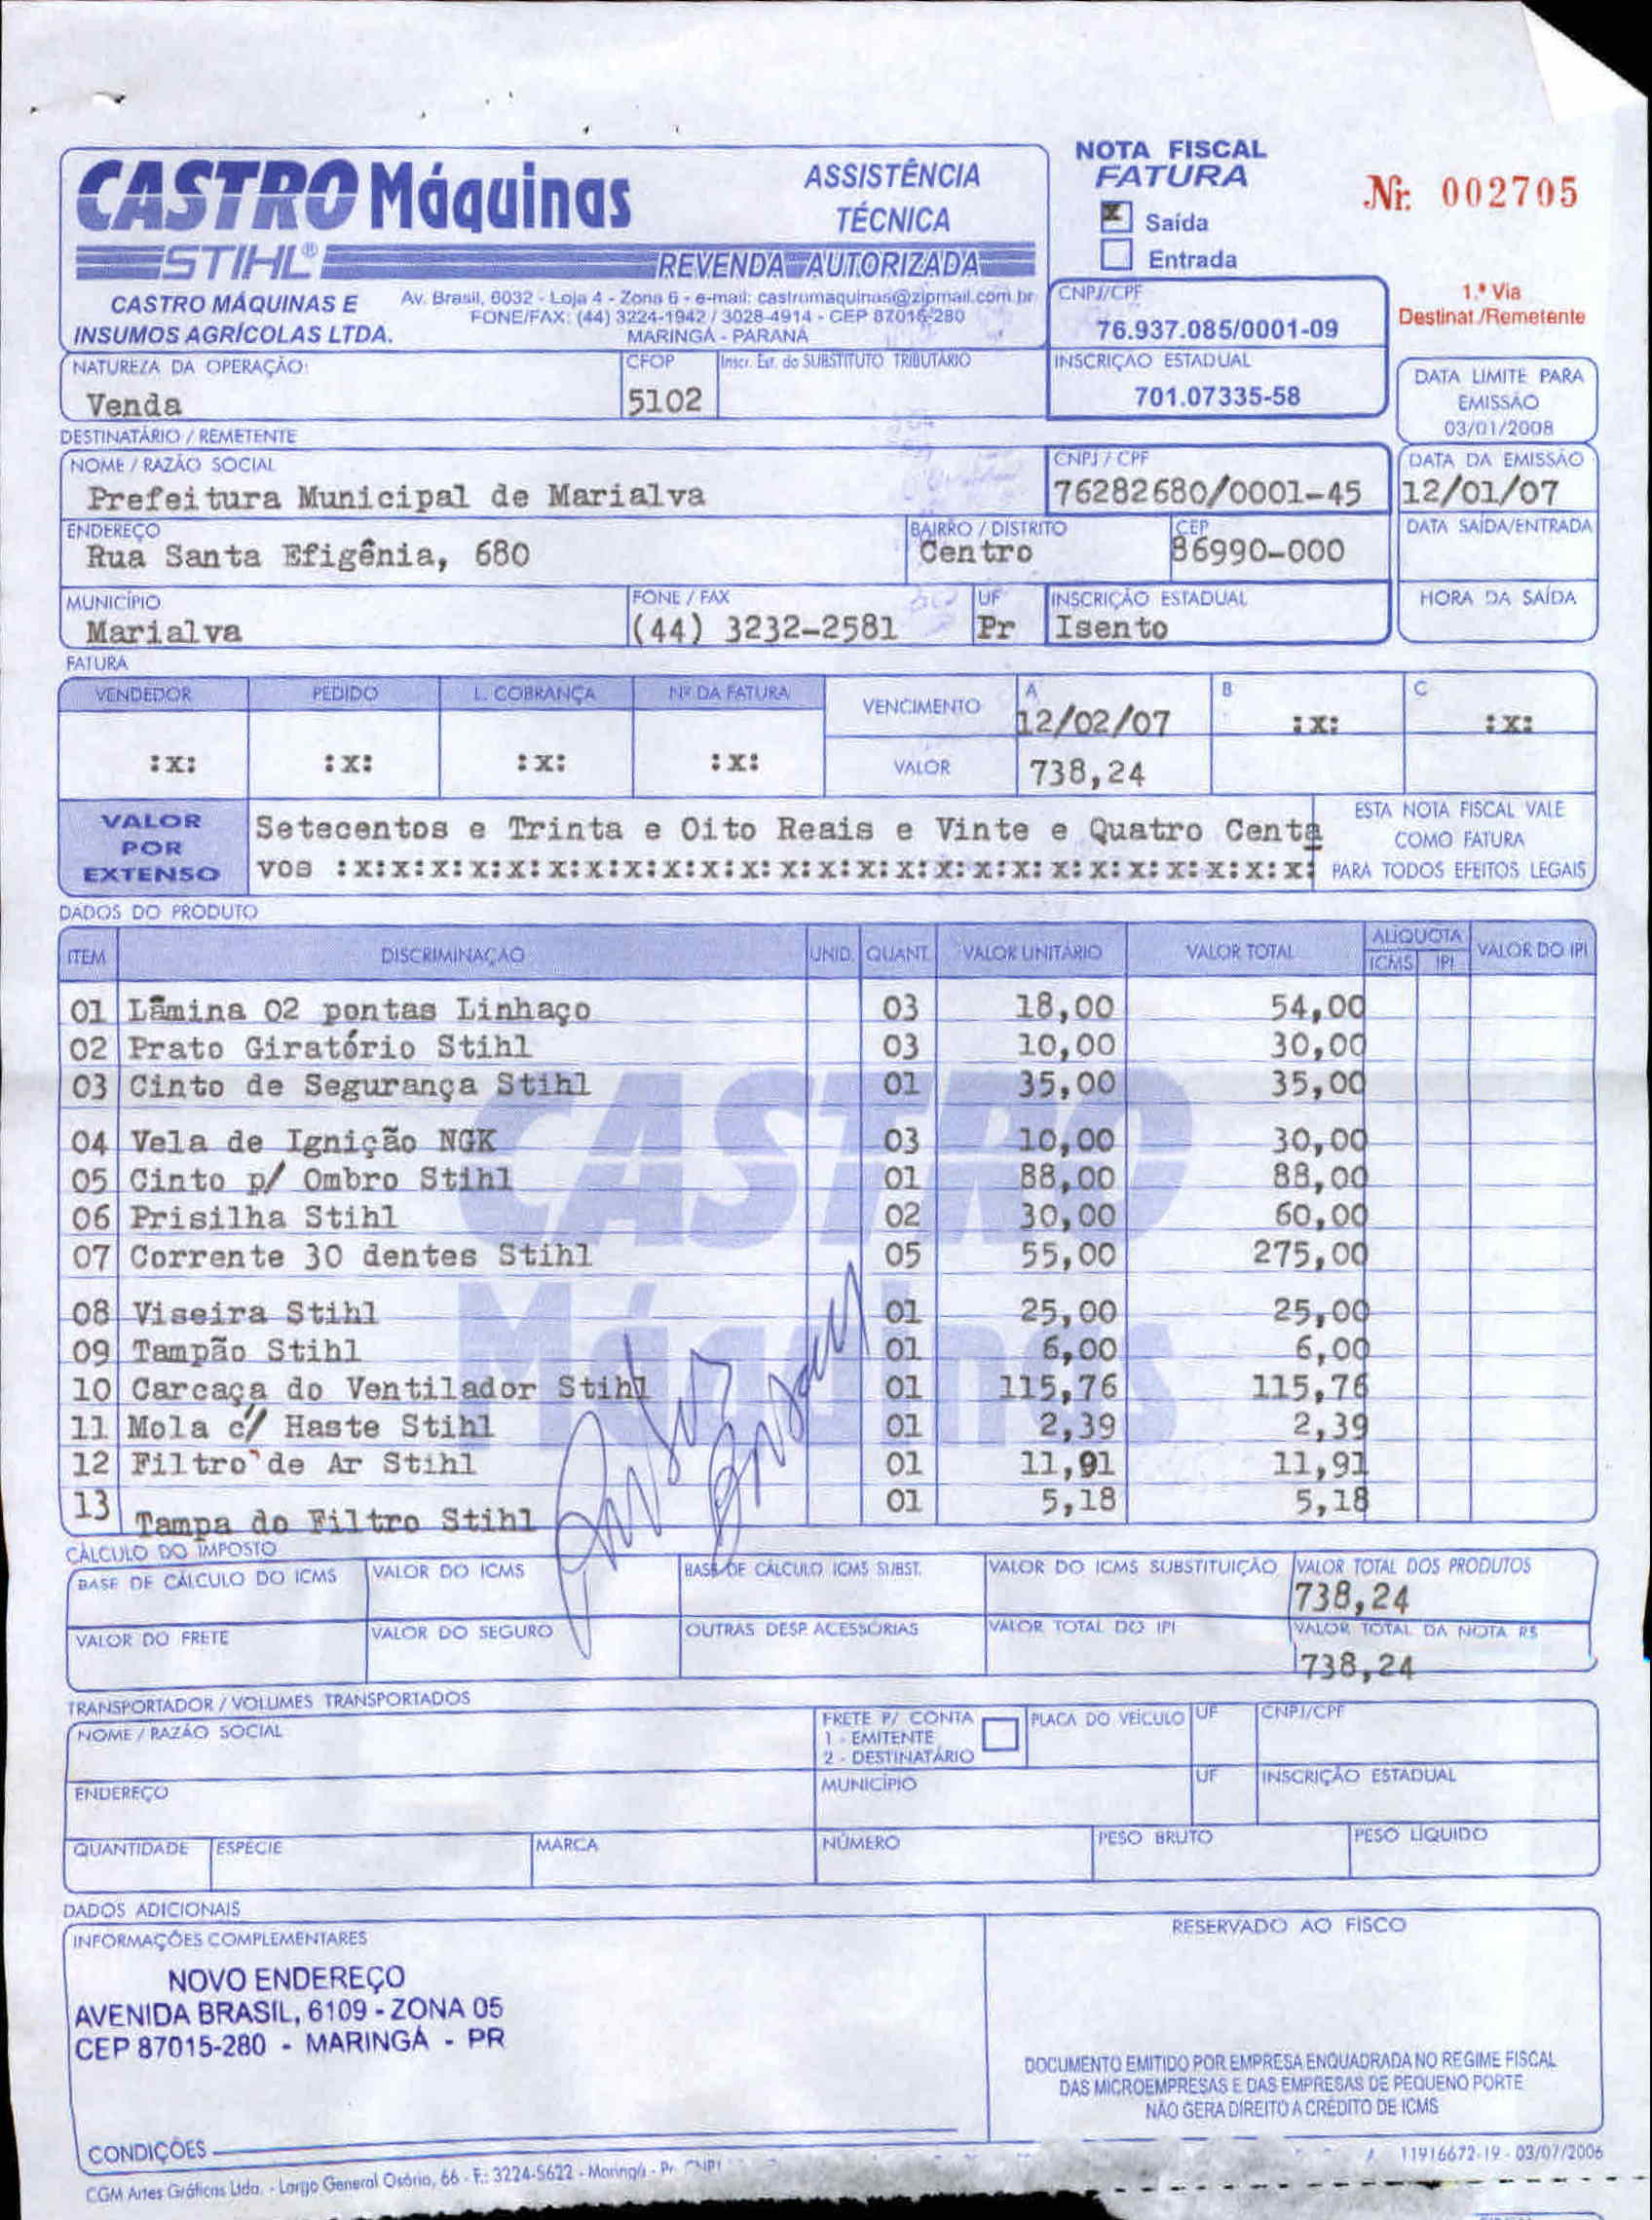 CASTRO Máquinas
STIHL®
ASSISTÊNCIA
TÉCNICA
REVENDA AUTORIZADA
CASTRO MÁQUINAS E
INSUMOS AGRÍCOLAS LTDA.
Av. Brasil, 6032 - Loja 4 - Zona 6 - e-mail: castromaquinas@zipmail.com.br
FONE/FAX: (44) 3224-1942 / 3028-4914 - CEP 87015-280
MARINGÁ - PARANÁ
NOTA FISCAL
FATURA
X Saída
Entrada
Nr. 002705
1.ª Via
Destinat./Remetente
CNPJ/CPF
76.937.085/0001-09
NATUREZA DA OPERAÇÃO:
Venda
CFOP
5102
Inscr. Est. do SUBSTITUTO TRIBUTÁRIO
INSCRIÇÃO ESTADUAL
701.07335-58
DATA LIMITE PARA
EMISSÃO
03/01/2008
DESTINATÁRIO / REMETENTE
NOME / RAZÃO SOCIAL
Prefeitura Municipal de Marialva
CNPJ / CPF
76282680/0001-45
DATA DA EMISSÃO
12/01/07
ENDEREÇO
Rua Santa Efigênia, 680
BAIRRO / DISTRITO
Centro
CEP
86990-000
DATA SAÍDA/ENTRADA
MUNICÍPIO
Marialva
FONE / FAX
(44) 3232-2581
UF
Pr
INSCRIÇÃO ESTADUAL
Isento
HORA DA SAÍDA
FATURA
VENDEDOR PEDIDO L. COBRANÇA Nº DA FATURA
:x: :x: :x: :x:
VENCIMENTO
A
12/02/07
B
:x:
C
:x:
VALOR
738,24
VALOR
POR
EXTENSO
Setecentos e Trinta e Oito Reais e Vinte e Quatro Centa
vos :x:x:x:x:x:x:x:x:x:x:x:x:x:x:x:x:x:x:x:x:x:x:x:x:x:
ESTA NOTA FISCAL VALE
COMO FATURA
PARA TODOS EFEITOS LEGAIS
DADOS DO PRODUTO
ITEM DISCRIMINAÇÃO UNID. QUANT. VALOR UNITÁRIO VALOR TOTAL ALÍQUOTA ICMS IPI VALOR DO IPI
01 Lâmina 02 pontas Linhaço 03 18,00 54,00
02 Prato Giratório Stihl 03 10,00 30,00
03 Cinto de Segurança Stihl 01 35,00 35,00
04 Vela de Ignição NGK 03 10,00 30,00
05 Cinto p/ Ombro Stihl 01 88,00 88,00
06 Prisilha Stihl 02 30,00 60,00
07 Corrente 30 dentes Stihl 05 55,00 275,00
08 Viseira Stihl 01 25,00 25,00
09 Tampão Stihl 01 6,00 6,00
10 Carcaça do Ventilador Stihl 01 115,76 115,76
11 Mola c/ Haste Stihl 01 2,39 2,39
12 Filtro de Ar Stihl 01 11,91 11,91
13 Tampa do Filtro Stihl 01 5,18 5,18
CASTRO
Máquinas
CÁLCULO DO IMPOSTO
BASE DE CÁLCULO DO ICMS
VALOR DO ICMS
BASE DE CÁLCULO ICMS SUBST.
VALOR DO ICMS SUBSTITUIÇÃO
VALOR TOTAL DOS PRODUTOS
738,24
VALOR DO FRETE
VALOR DO SEGURO
OUTRAS DESP. ACESSÓRIAS
VALOR TOTAL DO IPI
VALOR TOTAL DA NOTA R$
738,24
TRANSPORTADOR / VOLUMES TRANSPORTADOS
NOME / RAZÃO SOCIAL
FRETE P/ CONTA
1 - EMITENTE
2 - DESTINATÁRIO
PLACA DO VEÍCULO
UF
CNPJ/CPF
ENDEREÇO
MUNICÍPIO
UF
INSCRIÇÃO ESTADUAL
QUANTIDADE
ESPÉCIE
MARCA
NÚMERO
PESO BRUTO
PESO LÍQUIDO
DADOS ADICIONAIS
INFORMAÇÕES COMPLEMENTARES
NOVO ENDEREÇO
AVENIDA BRASIL, 6109 - ZONA 05
CEP 87015-280 - MARINGÁ - PR
CONDIÇÕES
RESERVADO AO FISCO
DOCUMENTO EMITIDO POR EMPRESA ENQUADRADA NO REGIME FISCAL
DAS MICROEMPRESAS E DAS EMPRESAS DE PEQUENO PORTE
NÃO GERA DIREITO A CRÉDITO DE ICMS
CGM Artes Gráficas Ltda. - Largo General Osório, 66 - F.: 3224-5622 - Maringá - Pr. CNPJ
11916672-19 - 03/07/2006